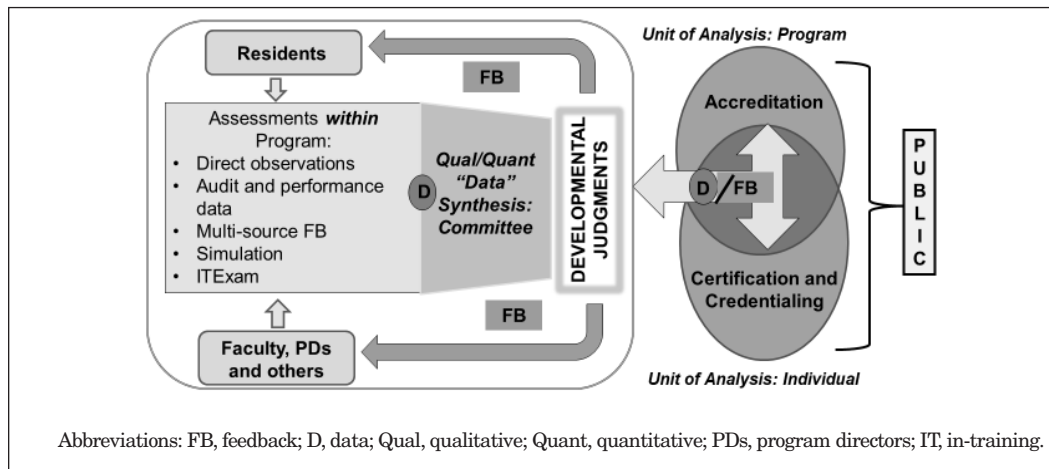 Unit of Analysis: Program
Residents
FB
Accreditation
Assessments within
Program:
• Direct observations
• Audit and performance
data
• Multi-source FB
• Simulation
• ITExam
D
Qual/Quant
"Data"
Synthesis:
Committee
DEVELOPMENTAL
JUDGMENTS
D/FB
PUBLIC
Certification and
Credentialing
FB
Faculty, PDs
and others
Unit of Analysis: Individual
Abbreviations: FB, feedback; D, data; Qual, qualitative; Quant, quantitative; PDs, program directors; IT, in-training.